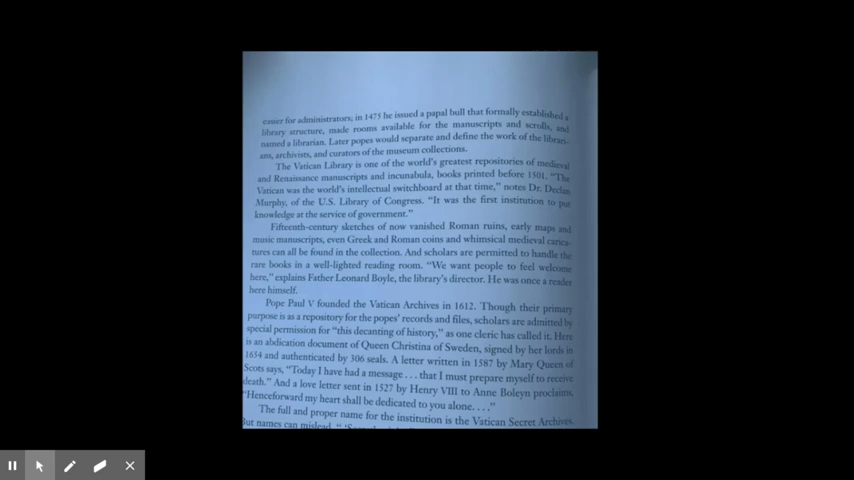 easier for administrators; in 1475 he issued a papal bull that formally established a
library structure, made rooms available for the manuscripts and scrolls, and
named a librarian. Later popes would separate and define the work of the librari-
ans, archivists, and curators of the museum collections.
The Vatican Library is one of the world's greatest repositories of medieval
and Renaissance manuscripts and incunabula, books printed before 1501. "The
Vatican was the world's intellectual switchboard at that time," notes Dr. Declan
Murphy, of the U.S. Library of Congress. "It was the first institution to put
knowledge at the service of government."
Fifteenth-century sketches of now vanished Roman ruins, early maps and
music manuscripts, even Greek and Roman coins and whimsical medieval carica-
tures can all be found in the collection. And scholars are permitted to handle the
rare books in a well-lighted reading room. "We want people to feel welcome
here," explains Father Leonard Boyle, the library's director. He was once a reader
here himself.
Pope Paul V founded the Vatican Archives in 1612. Though their primary
purpose is as a repository for the popes' records and files, scholars are admitted by
special permission for "this decanting of history," as one cleric has called it. Here
is an abdication document of Queen Christina of Sweden, signed by her lords in
1654 and authenticated by 306 seals. A letter written in 1587 by Mary Queen of
Scots says, "Today I have had a message . . . that I must prepare myself to receive
death." And a love letter sent in 1527 by Henry VIII to Anne Boleyn proclaims,
"Henceforward my heart shall be dedicated to you alone. . . ."
The full and proper name for the institution is the Vatican Secret Archives.
But names can mislead.